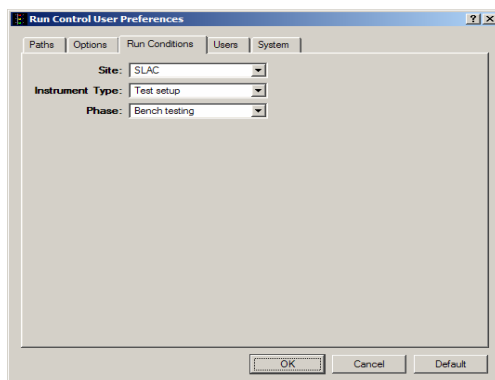 Run Control User Preferences
Paths Options Run Conditions Users System
Site: SLAC
Instrument Type: Test setup
Phase: Bench testing
OK Cancel Default